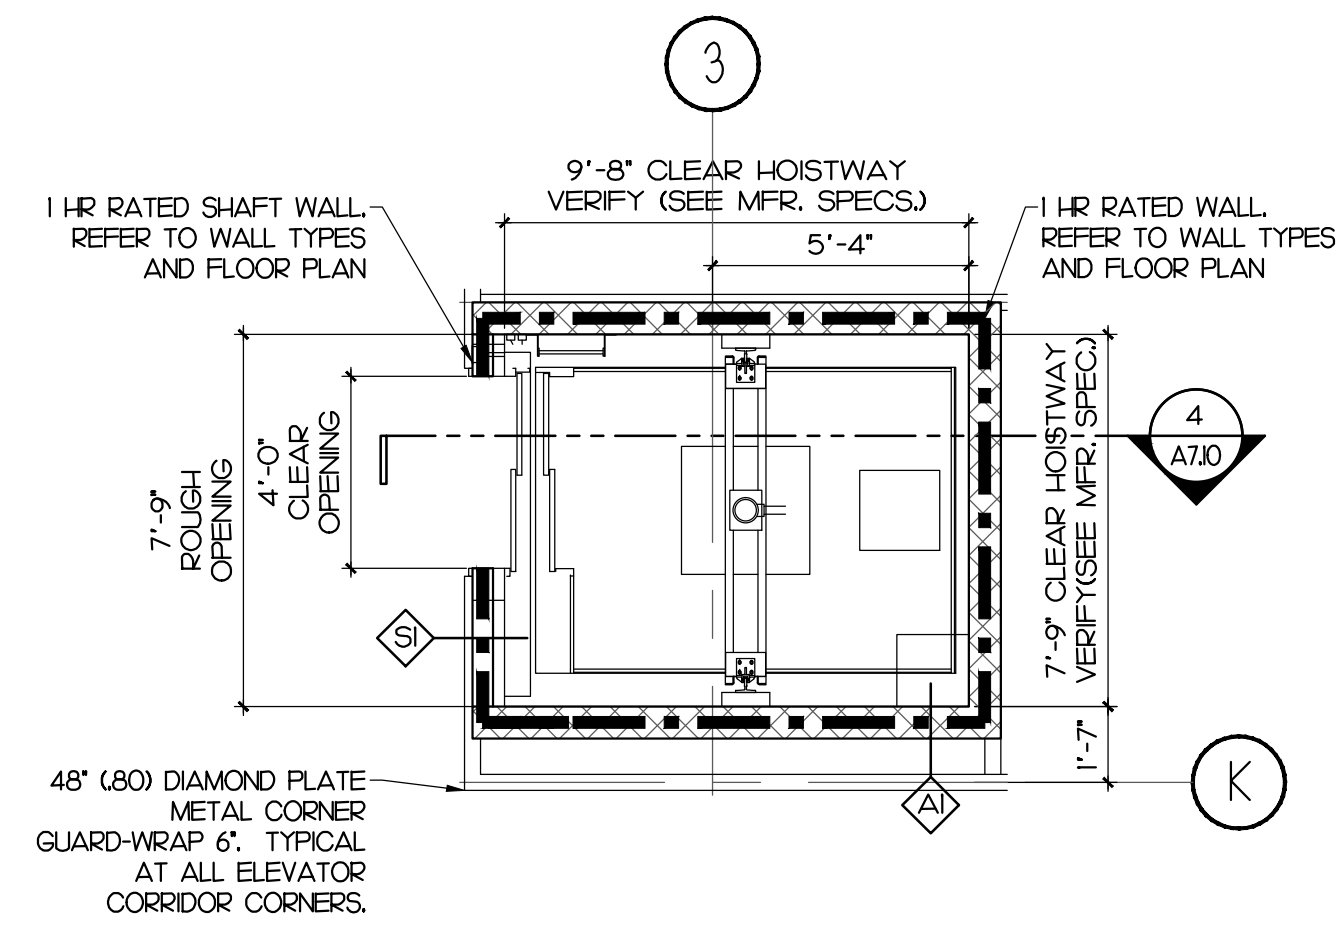 3
9'-8" CLEAR HOISTWAY
VERIFY (SEE MFR. SPECS.)
5'-4"
1 HR RATED SHAFT WALL.
REFER TO WALL TYPES
AND FLOOR PLAN
1 HR RATED WALL.
REFER TO WALL TYPES
AND FLOOR PLAN
7'-9"
ROUGH
OPENING
4'-0"
CLEAR
OPENING
7'-9" CLEAR HOISTWAY
VERIFY(SEE MFR. SPEC.)
4
A7.10
S1
1'-7"
K
A1
48" (.80) DIAMOND PLATE
METAL CORNER
GUARD-WRAP 6". TYPICAL
AT ALL ELEVATOR
CORRIDOR CORNERS.